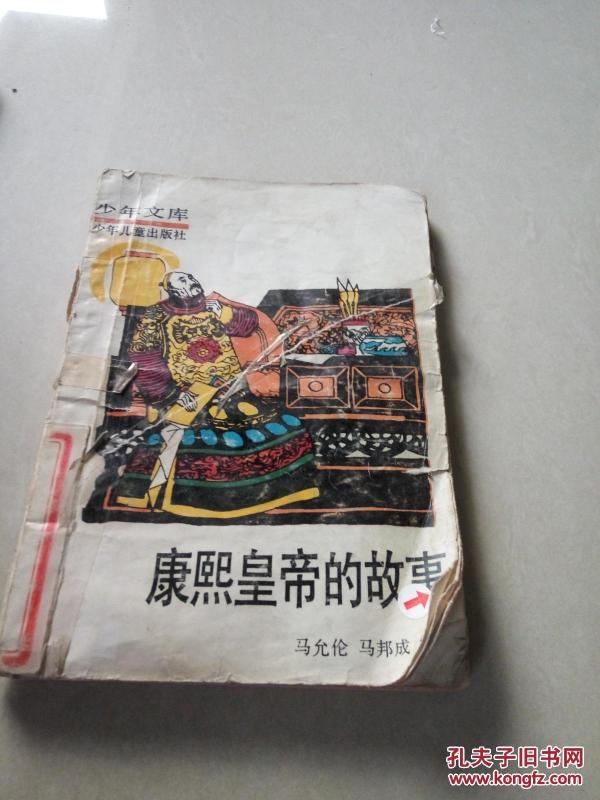 少年文库
少年儿童出版社
康熙皇帝的故事
马允伦 马邦成
孔夫子旧书网
www.kongfz.com